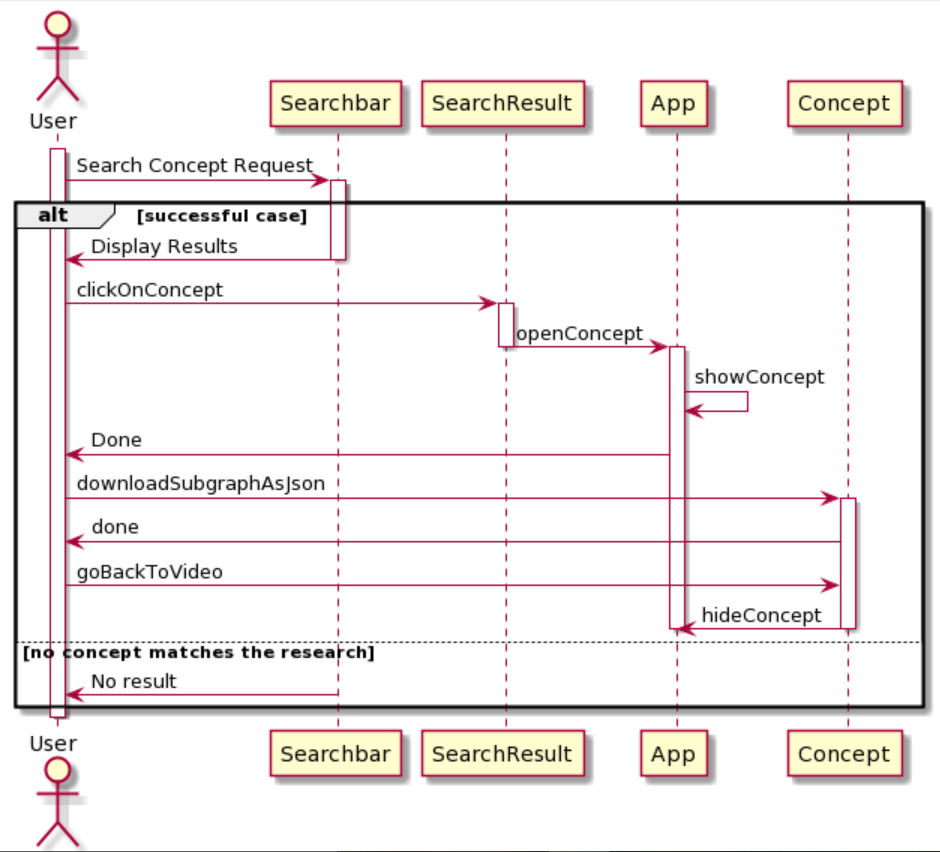 User
Searchbar
SearchResult
App
Concept
Search Concept Request
alt
[successful case]
Display Results
clickOnConcept
openConcept
showConcept
Done
downloadSubgraphAsJson
done
goBackToVideo
hideConcept
[no concept matches the research]
No result
User
Searchbar
SearchResult
App
Concept